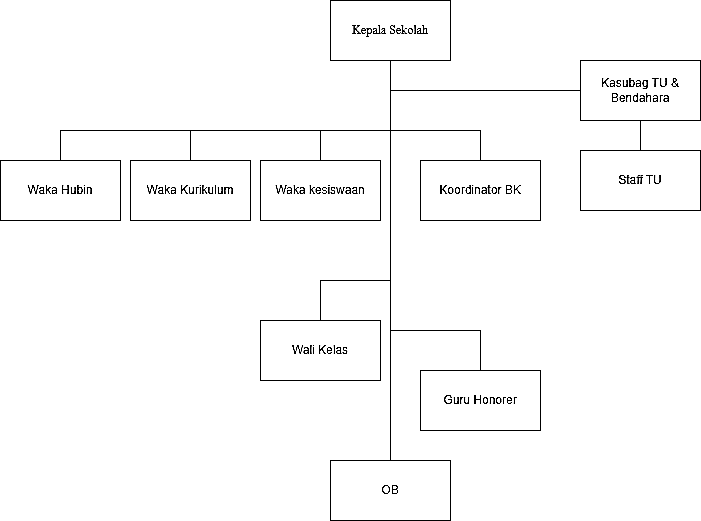 Kepala Sekolah
Kasubag TU &
Bendahara
Waka Hubin
Waka Kurikulum
Waka kesiswaan
Koordinator BK
Staff TU
Wali Kelas
Guru Honorer
OB